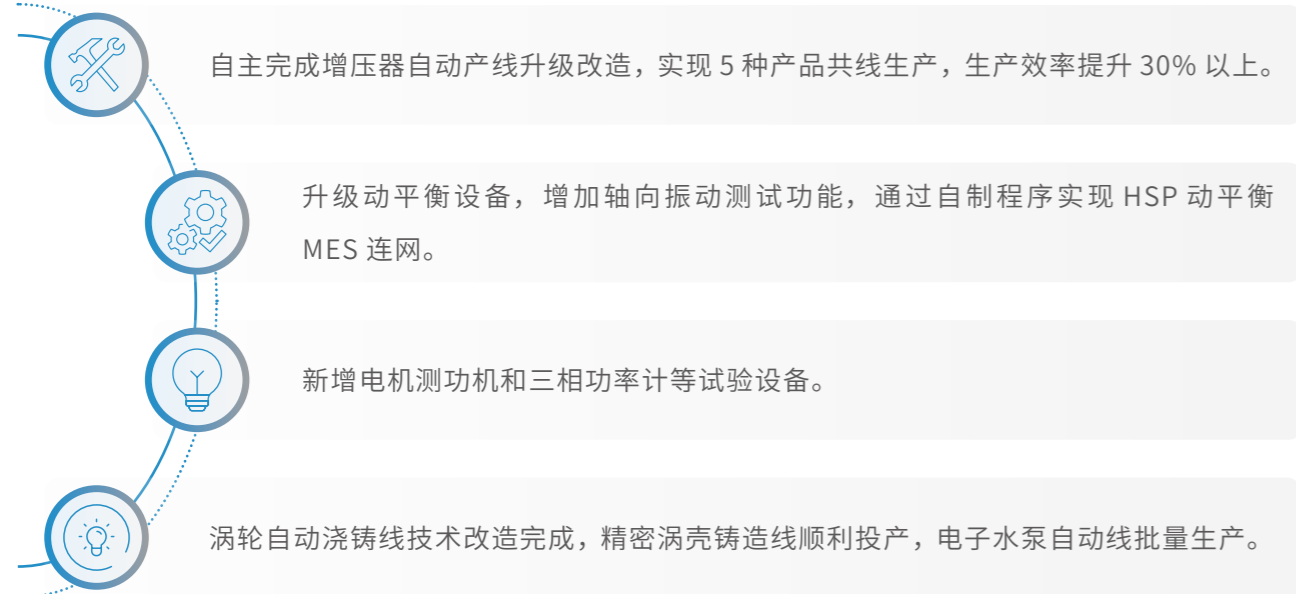 自主完成增压器自动产线升级改造，实现 5 种产品共线生产，生产效率提升 30% 以上。
升级动平衡设备，增加轴向振动测试功能，通过自制程序实现 HSP 动平衡
MES 连网。
新增电机测功机和三相功率计等试验设备。
涡轮自动浇铸线技术改造完成，精密涡壳铸造线顺利投产，电子水泵自动线批量生产。